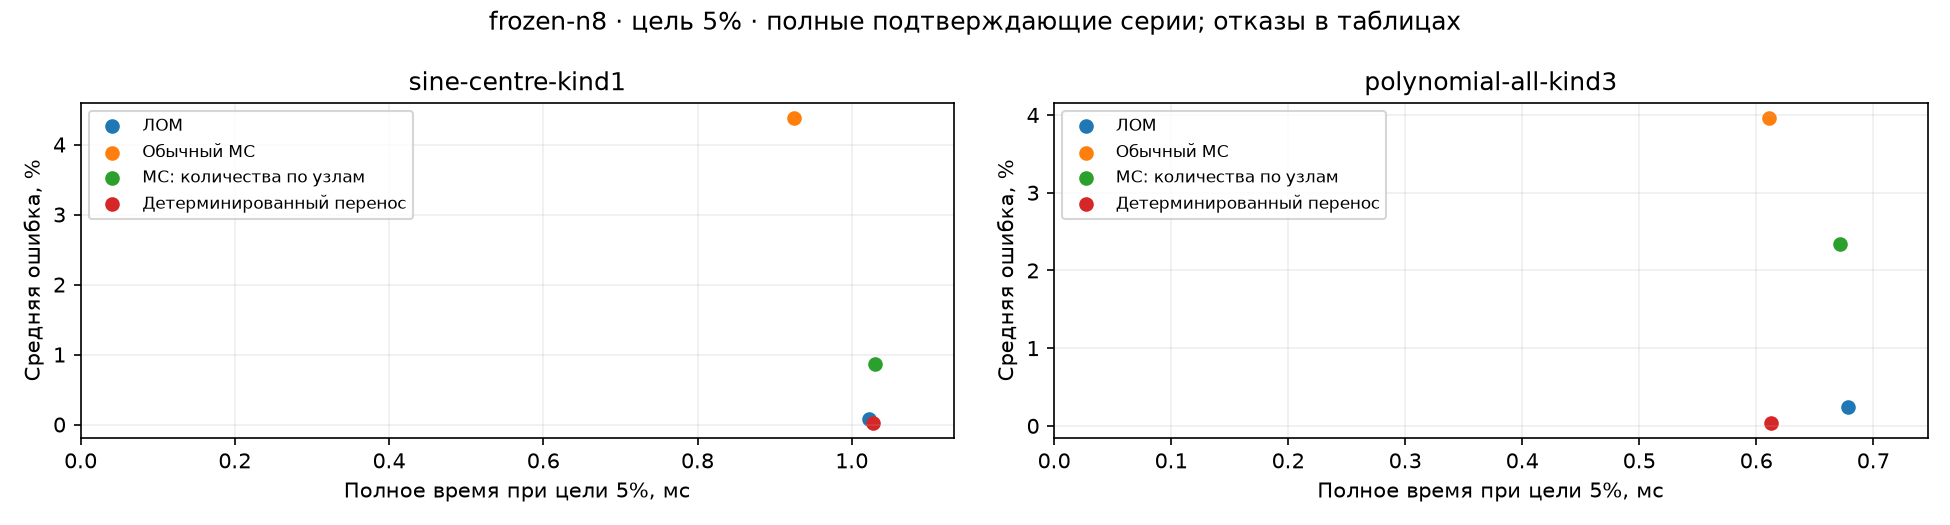 frozen-n8 · цель 5% · полные подтверждающие серии; отказы в таблицах
sine-centre-kind1
ЛОМ
Обычный МС
МС: количества по узлам
Детерминированный перенос
Средняя ошибка, %
4
3
2
1
0
0.0 0.2 0.4 0.6 0.8 1.0
Полное время при цели 5%, мс
polynomial-all-kind3
ЛОМ
Обычный МС
МС: количества по узлам
Детерминированный перенос
Средняя ошибка, %
4
3
2
1
0
0.0 0.1 0.2 0.3 0.4 0.5 0.6 0.7
Полное время при цели 5%, мс